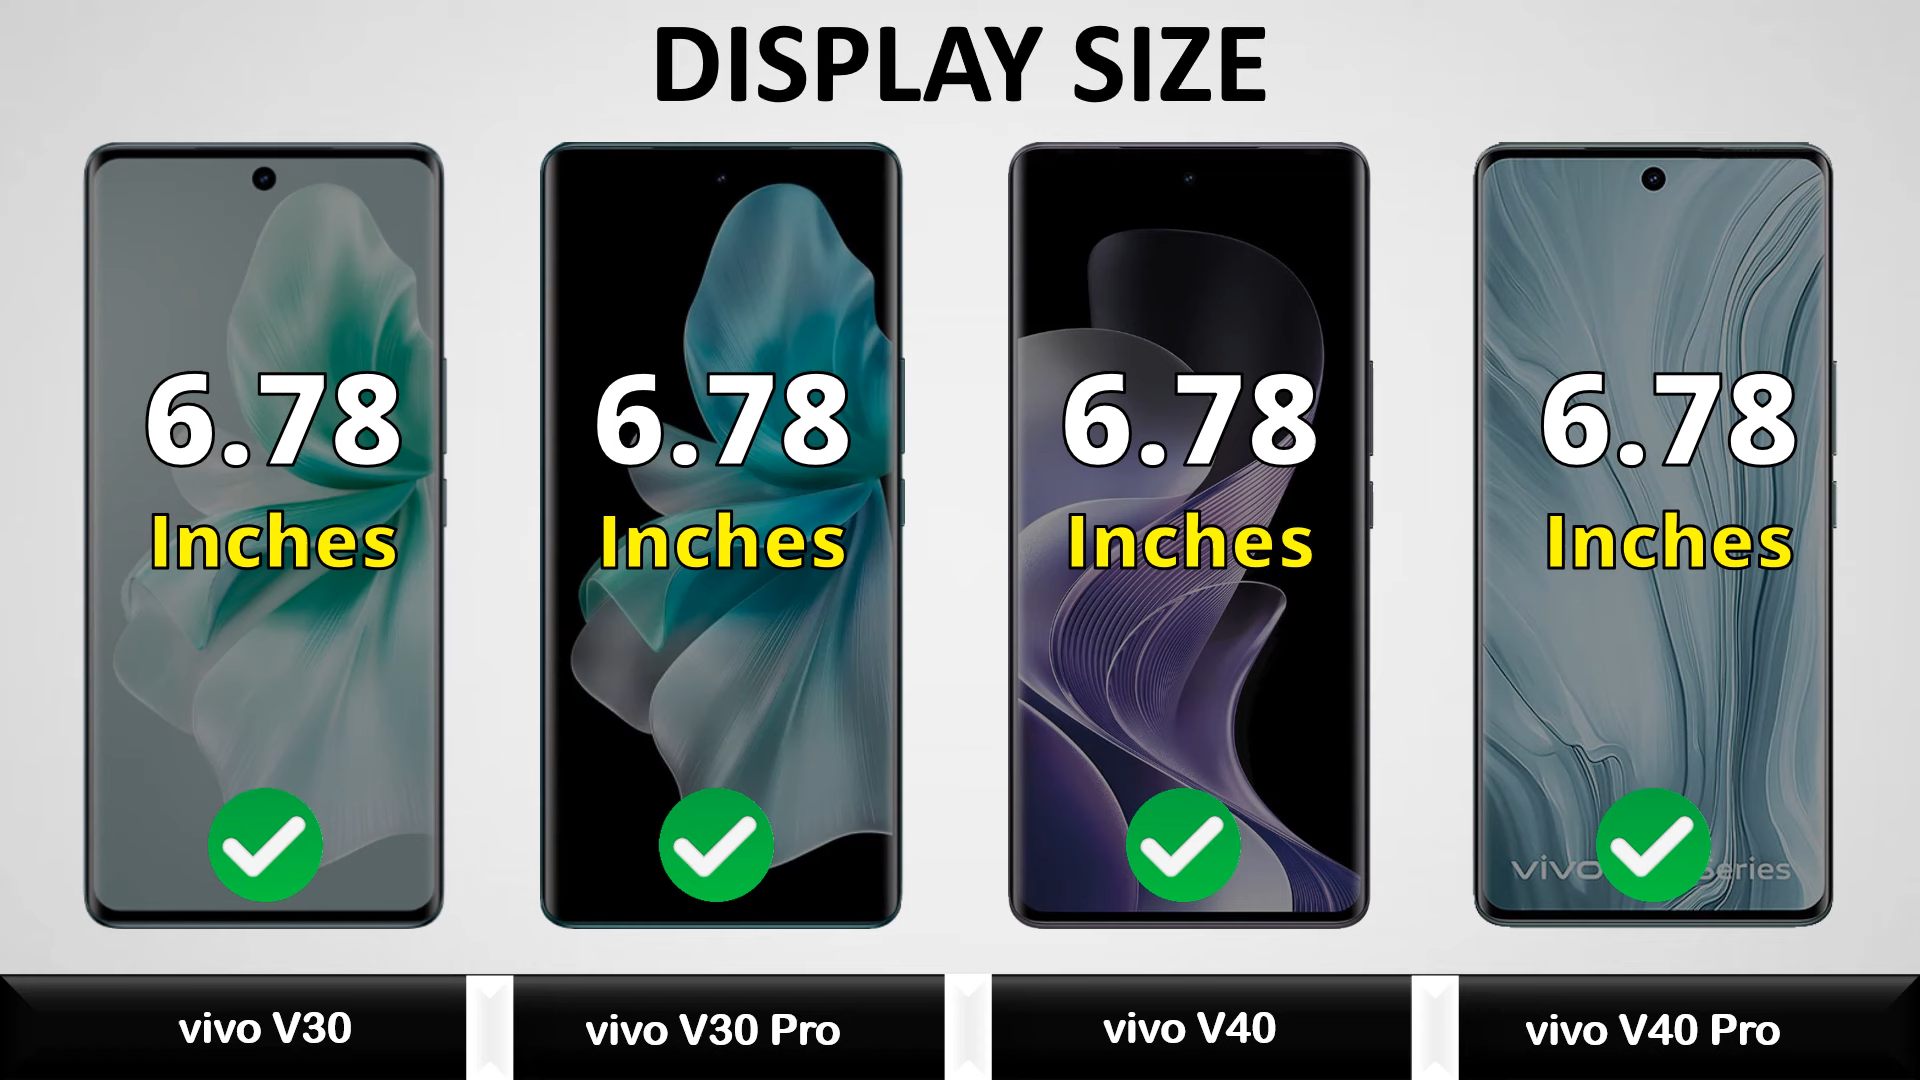 DISPLAY SIZE
6.78
Inches
6.78
Inches
6.78
Inches
6.78
Inches
vivo
vivo V30
vivo V30 Pro
vivo V40
vivo V40 Pro